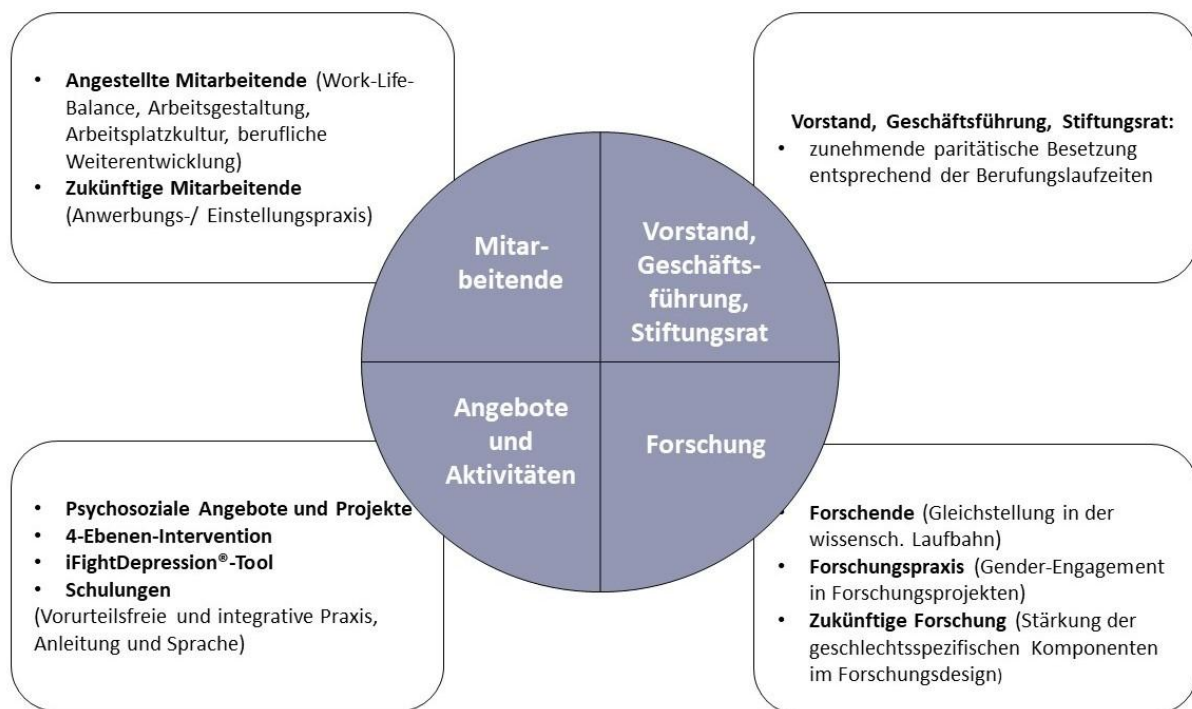 • Angestellte Mitarbeitende (Work-Life-
Balance, Arbeitsgestaltung,
Arbeitsplatzkultur, berufliche
Weiterentwicklung)
• Zukünftige Mitarbeitende
(Anwerbungs-/ Einstellungspraxis)
Vorstand, Geschäftsführung, Stiftungsrat:
• zunehmende paritätische Besetzung
entsprechend der Berufungslaufzeiten
Mitar-
beitende
Vorstand,
Geschäfts-
führung,
Stiftungsrat
Angebote
und
Aktivitäten
Forschung
• Psychosoziale Angebote und Projekte
• 4-Ebenen-Intervention
• iFightDepression®-Tool
• Schulungen
(Vorurteilsfreie und integrative Praxis,
Anleitung und Sprache)
• Forschende (Gleichstellung in der
wissensch. Laufbahn)
• Forschungspraxis (Gender-Engagement
in Forschungsprojekten)
• Zukünftige Forschung (Stärkung der
geschlechtsspezifischen Komponenten
im Forschungsdesign)